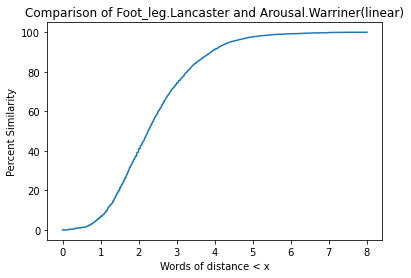 Comparison of Foot_leg.Lancaster and Arousal.Warriner(linear)
100
80
60
40
20
0
Percent Similarity
0 1 2 3 4 5 6 7 8
Words of distance < x